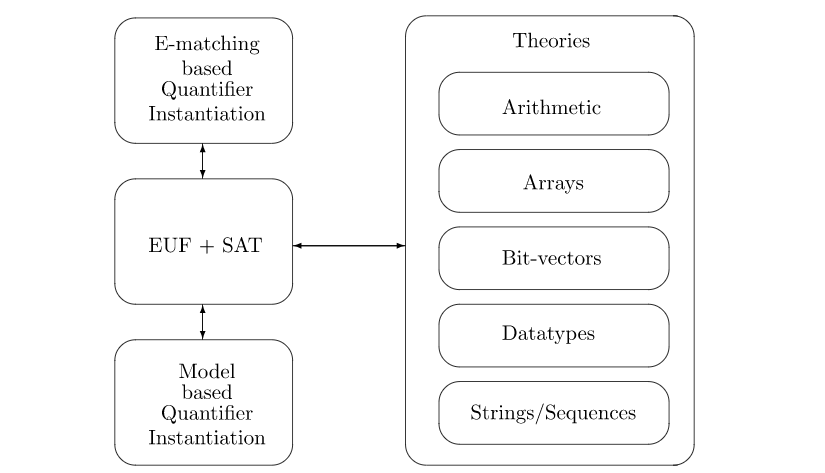 E-matching
based
Quantifier
Instantiation
EUF + SAT
Model
based
Quantifier
Instantiation
Theories
Arithmetic
Arrays
Bit-vectors
Datatypes
Strings/Sequences